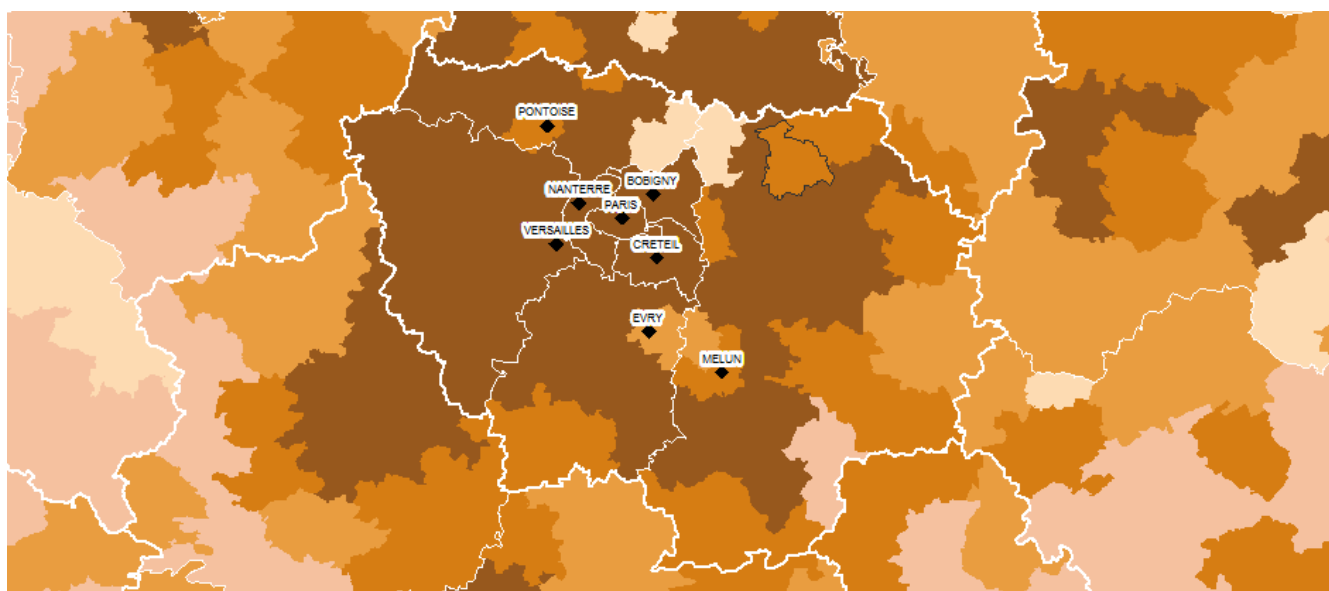 PONTOISE
BOBIGNY
NANTERRE
PARIS
VERSAILLES
CRETEIL
EVRY
MELUN